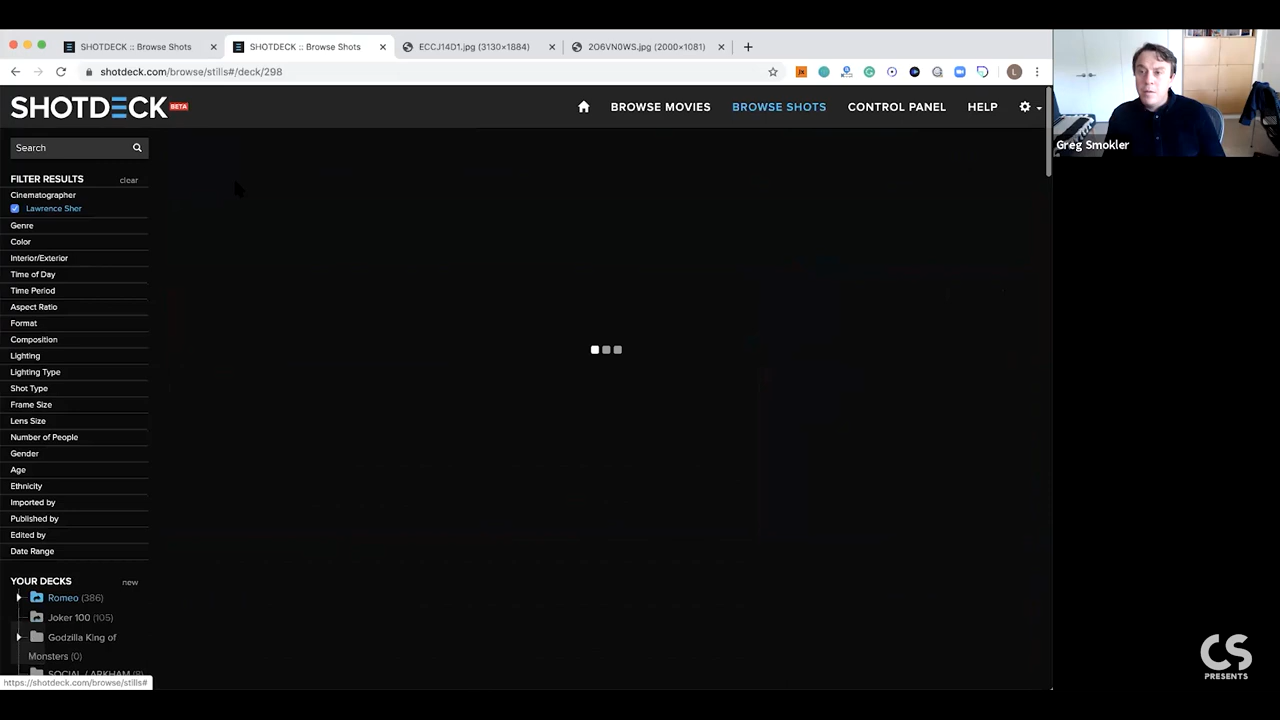 SHOTDECK :: Browse Shots
SHOTDECK :: Browse Shots
ECCJ14D1.jpg (3130×1884)
2O6VN0WS.jpg (2000×1081)
shotdeck.com/browse/stills#/deck/298
L
SHOTDECK BETA
BROWSE MOVIES
BROWSE SHOTS
CONTROL PANEL
HELP
Greg Smokler
Search
FILTER RESULTS
clear
Cinematographer
Lawrence Sher
Genre
Color
Interior/Exterior
Time of Day
Time Period
Aspect Ratio
Format
Composition
Lighting
Lighting Type
Shot Type
Frame Size
Lens Size
Number of People
Gender
Age
Ethnicity
Imported by
Published by
Edited by
Date Range
YOUR DECKS
new
Romeo (386)
Joker 100 (105)
Godzilla King of
Monsters (0)
SOCIAL / ARKHAM
https://shotdeck.com/browse/stills#
CS
PRESENTS